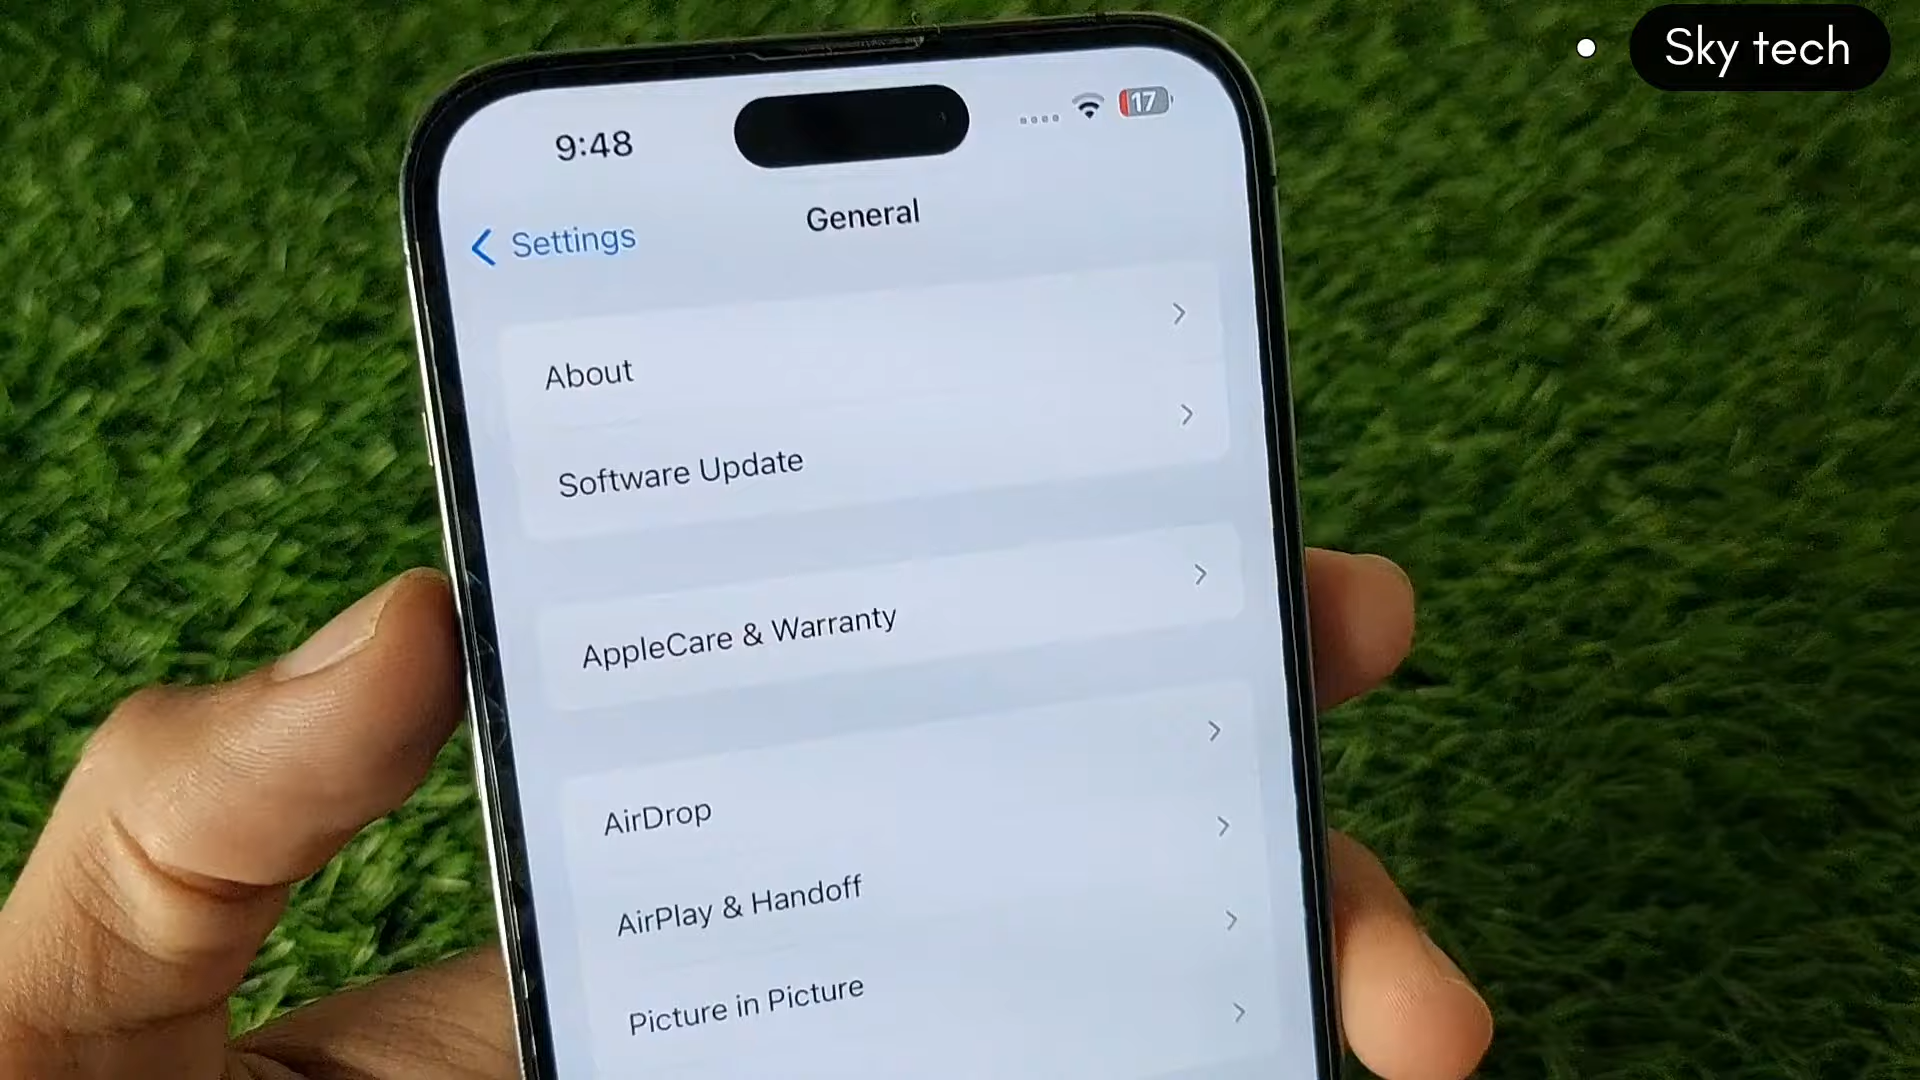 Sky tech
9:48
17
Settings
General
About
Software Update
AppleCare & Warranty
AirDrop
AirPlay & Handoff
Picture in Picture